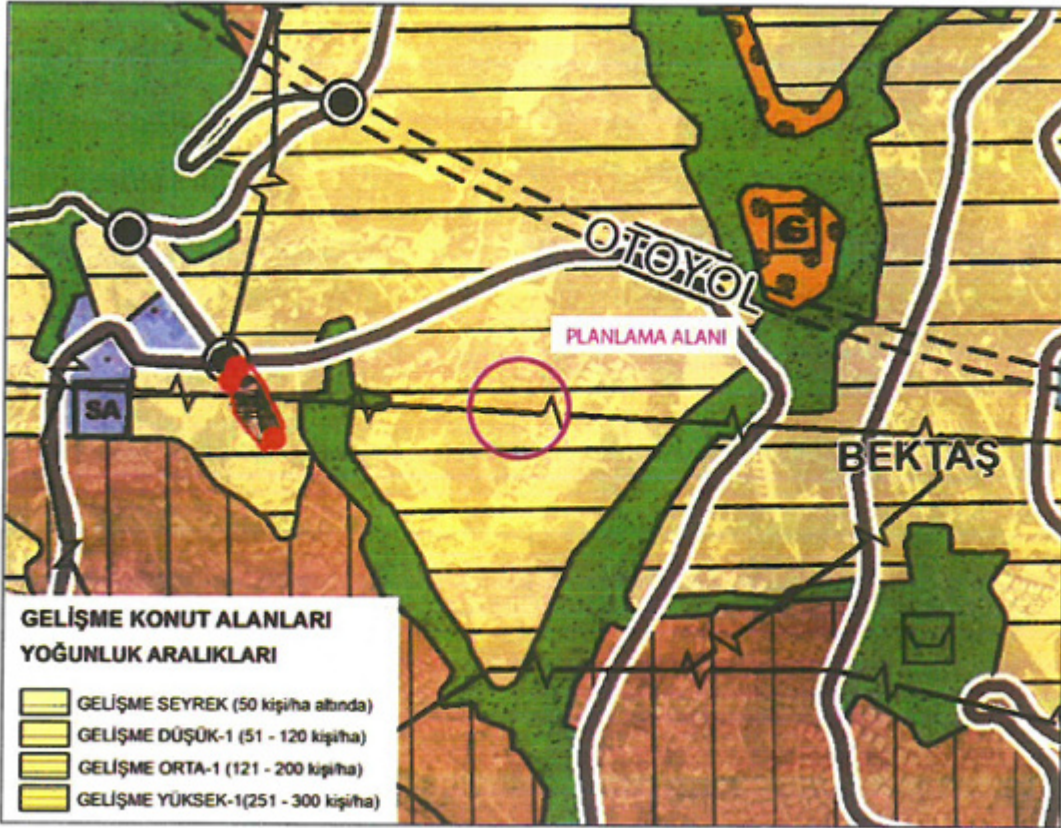 OTOYOL
G
PLANLAMA ALANI
SA
BEKTAŞ
GELİŞME KONUT ALANLARI
YOĞUNLUK ARALIKLARI
GELİŞME SEYREK (50 kişi/ha altında)
GELİŞME DÜŞÜK-1 (51 - 120 kişi/ha)
GELİŞME ORTA-1 (121 - 200 kişi/ha)
GELİŞME YÜKSEK-1(251 - 300 kişi/ha)